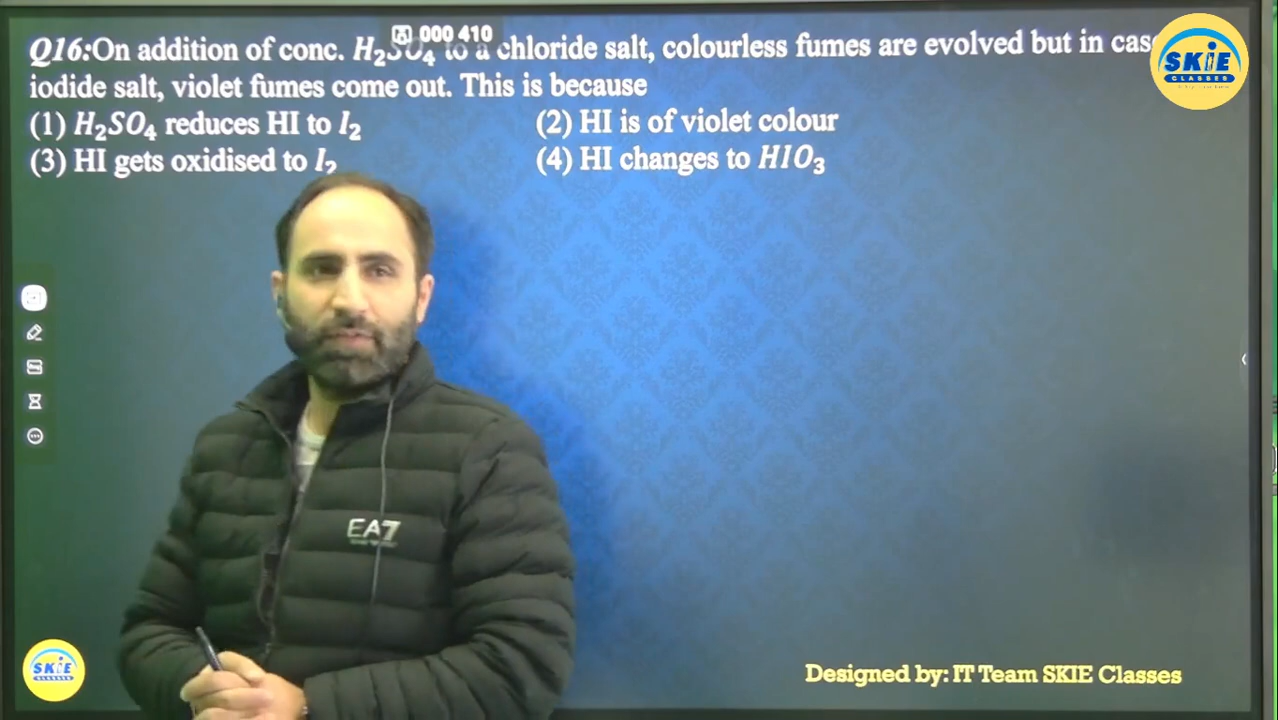 000 410
Q16:On addition of conc. H₂SO₄ to a chloride salt, colourless fumes are evolved but in
iodide salt, violet fumes come out. This is because
(1) H₂SO₄ reduces HI to I₂ (2) HI is of violet colour
(3) HI gets oxidised to I₂ (4) HI changes to HIO₃
SKIE
CLASSES
EA7
SKIE
CLASSES
Designed by: IT Team SKIE Classes